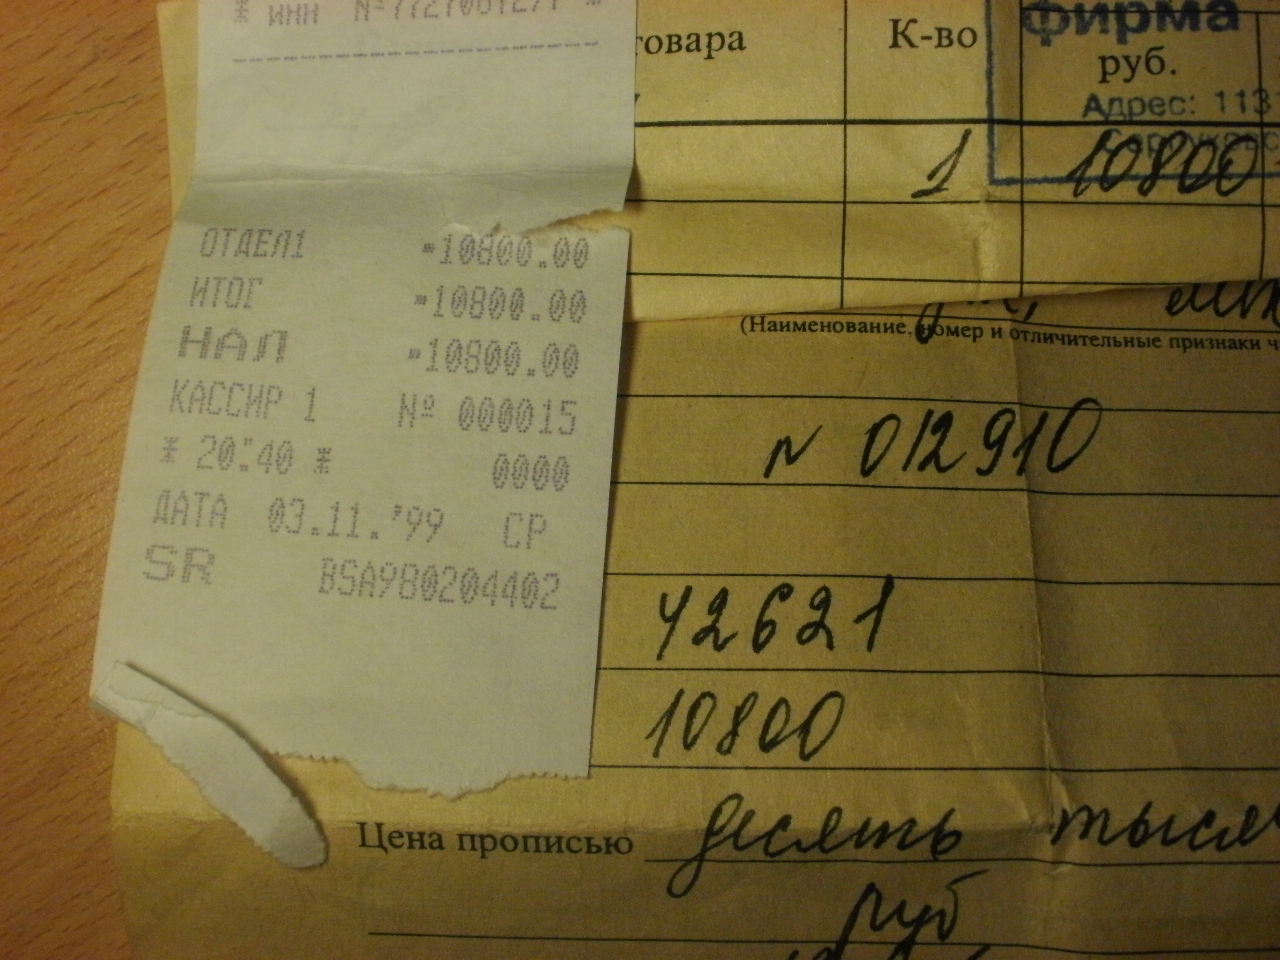 * ИНН №7727081271 *
ОТДЕЛ1 =10800.00
ИТОГ =10800.00
НАЛ =10800.00
КАССИР 1 № 000015
* 20:40 * 0000
ДАТА 03.11.'99 СР
SR BSA980204402
товара К-во
фирма
руб.
Адрес: 113
1 10800
(Наименование, номер и отличительные признаки
N 012910
42621
10800
Цена прописью десять тысяч
руб